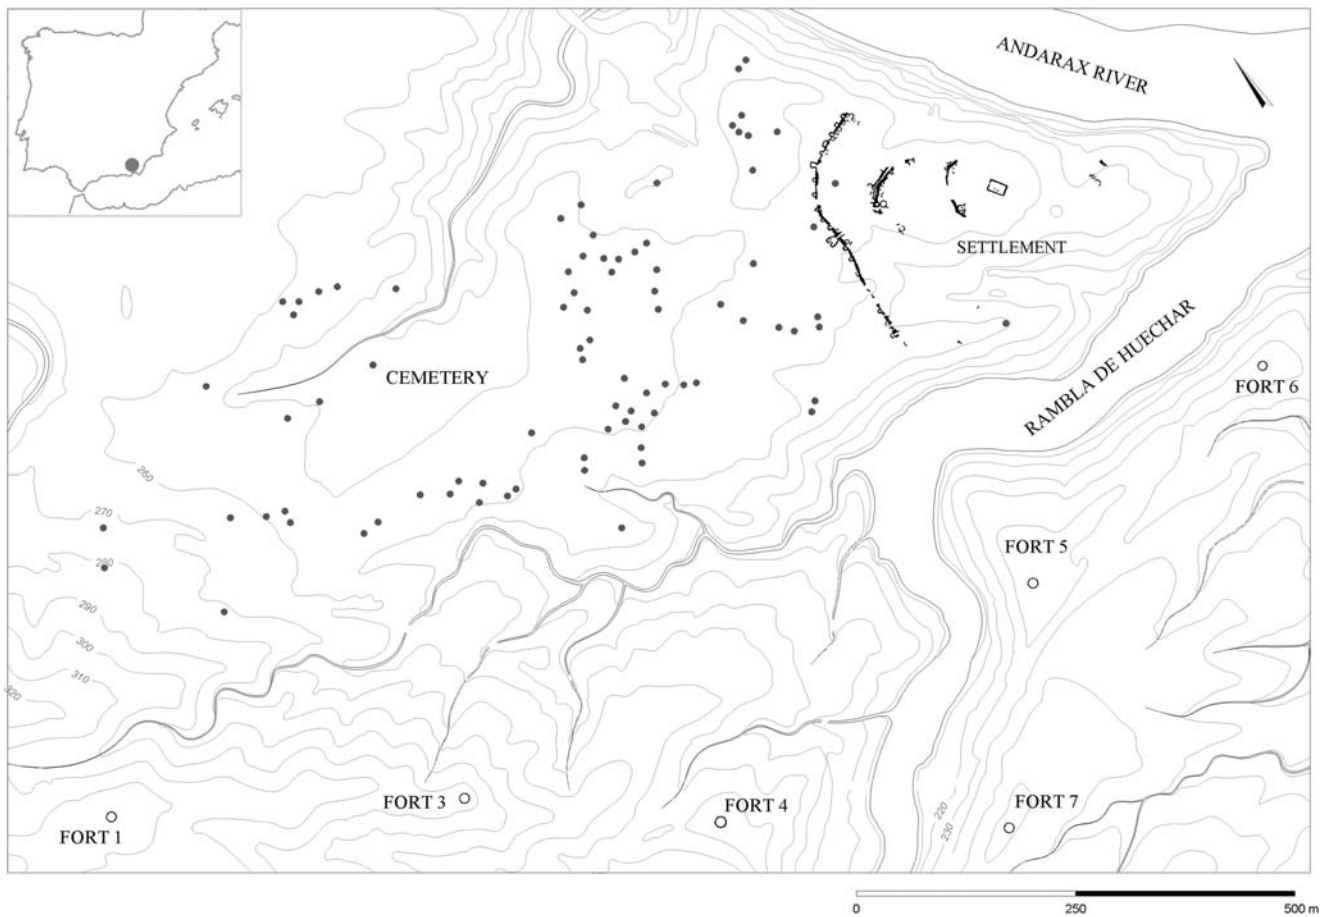 ANDARAX RIVER
SETTLEMENT
RAMBLA DE HUECHAR
CEMETERY
FORT 6
260
270
280
290
300
310
320
FORT 5
FORT 3
FORT 4
FORT 7
FORT 1
220
230
0 250 500 m